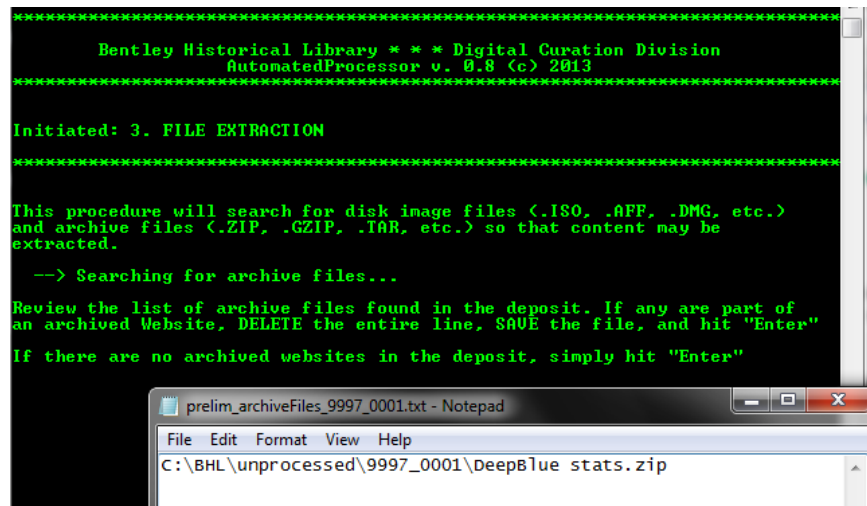 ********************************************************************************
Bentley Historical Library * * * Digital Curation Division
AutomatedProcessor v. 0.8 (c) 2013
********************************************************************************
Initiated: 3. FILE EXTRACTION
********************************************************************************
This procedure will search for disk image files (.ISO, .AFF, .DMG, etc.)
and archive files (.ZIP, .GZIP, .TAR, etc.) so that content may be
extracted.
--> Searching for archive files...
Review the list of archive files found in the deposit. If any are part of
an archived Website, DELETE the entire line, SAVE the file, and hit "Enter"
If there are no archived websites in the deposit, simply hit "Enter"
prelim_archiveFiles_9997_0001.txt - Notepad
File Edit Format View Help
C:\BHL\unprocessed\9997_0001\DeepBlue stats.zip